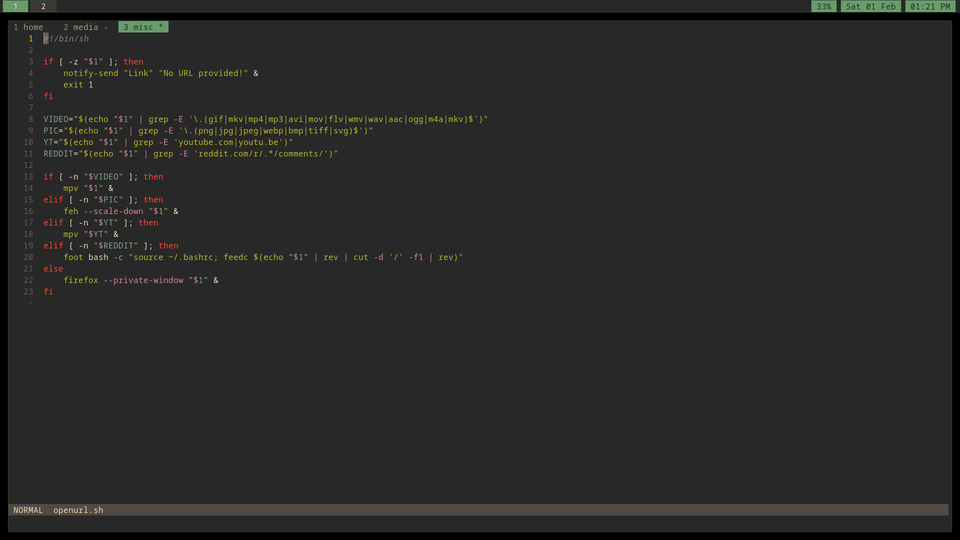 1 2 33% Sat 01 Feb 01:21 PM
1 home 2 media - 3 misc *
1 #!/bin/sh
2
3 if [ -z "$1" ]; then
4     notify-send "Link" "No URL provided!" &
5     exit 1
6 fi
7
8 VIDEO="$(echo "$1" | grep -E '\.(gif|mkv|mp4|mp3|avi|mov|flv|wmv|wav|aac|ogg|m4a|mkv)$')"
9 PIC="$(echo "$1" | grep -E '\.(png|jpg|jpeg|webp|bmp|tiff|svg)$')"
10 YT="$(echo "$1" | grep -E 'youtube.com|youtu.be')"
11 REDDIT="$(echo "$1" | grep -E 'reddit.com/r/.*/comments/')"
12
13 if [ -n "$VIDEO" ]; then
14     mpv "$1" &
15 elif [ -n "$PIC" ]; then
16     feh --scale-down "$1" &
17 elif [ -n "$YT" ]; then
18     mpv "$YT" &
19 elif [ -n "$REDDIT" ]; then
20     foot bash -c "source ~/.bashrc; feedc $(echo "$1" | rev | cut -d '/' -f1 | rev)"
21 else
22     firefox --private-window "$1" &
23 fi
~
NORMAL openurl.sh